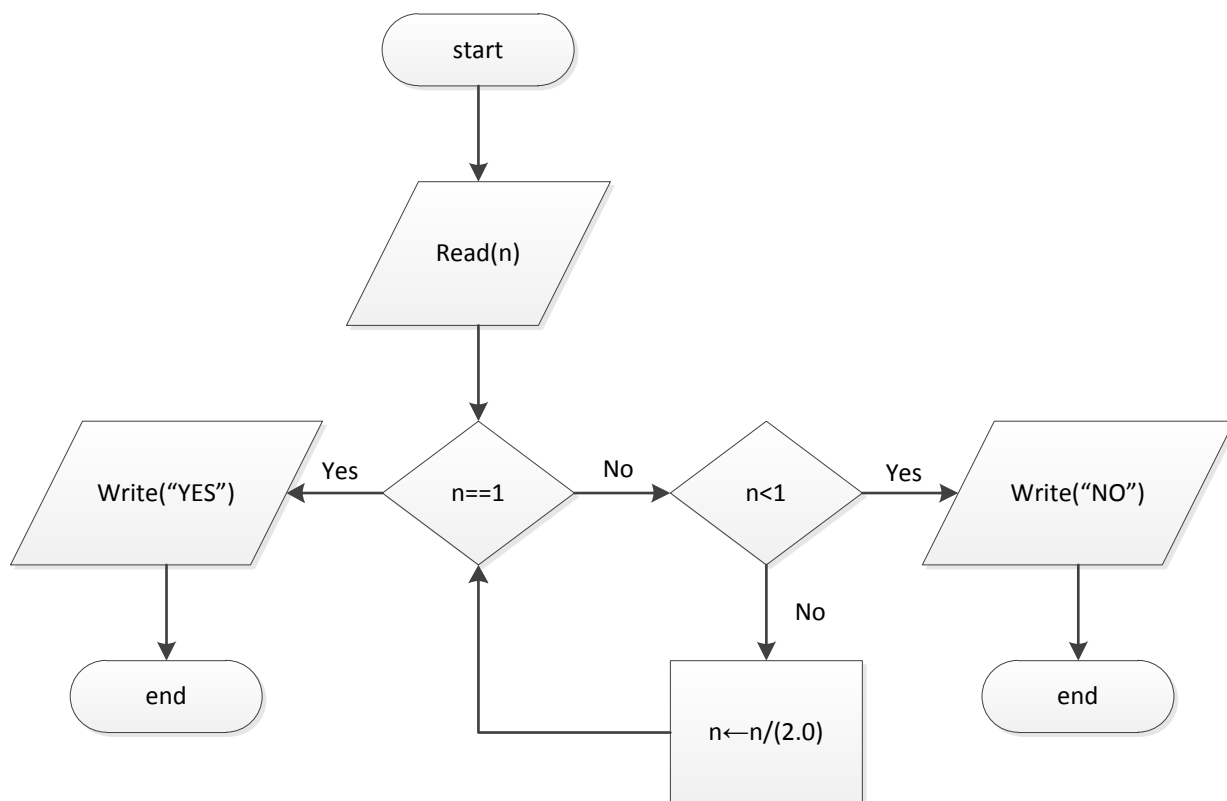 start
Read(n)
Yes
No
Yes
Write(“YES”)
n==1
n<1
Write(“NO”)
No
end
n←n/(2.0)
end